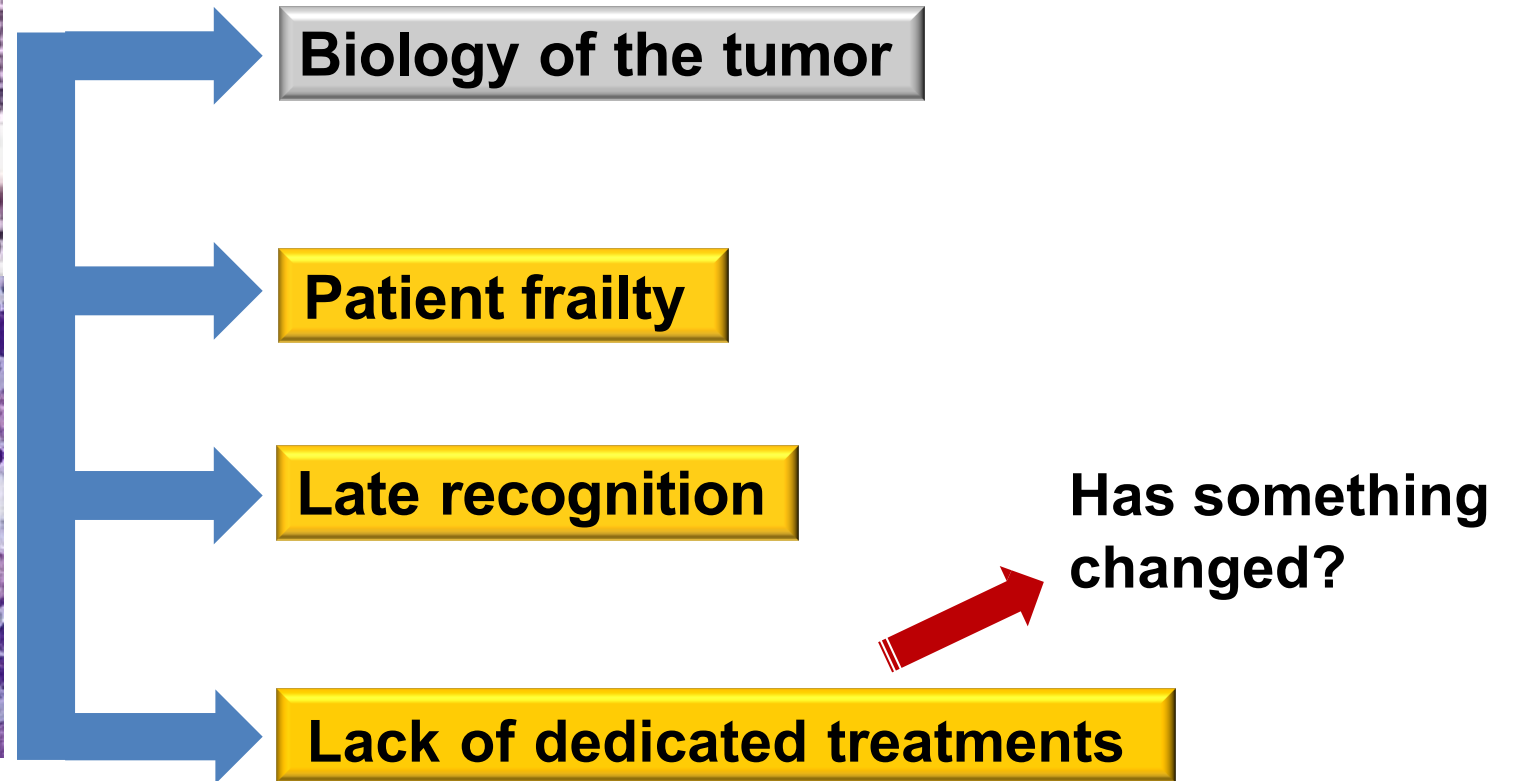 Biology of the tumor
Patient frailty
Late recognition
Has something
changed?
Lack of dedicated treatments